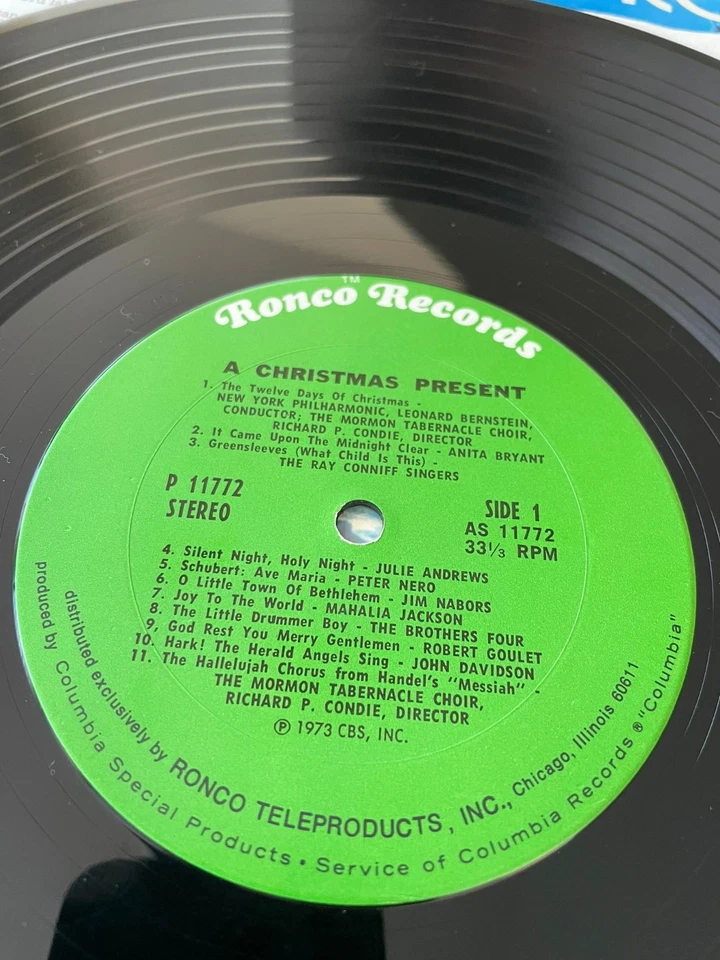 Ronco Records™
A CHRISTMAS PRESENT
1. The Twelve Days Of Christmas -
NEW YORK PHILHARMONIC, LEONARD BERNSTEIN,
CONDUCTOR; THE MORMON TABERNACLE CHOIR,
RICHARD P. CONDIE, DIRECTOR
2. It Came Upon The Midnight Clear - ANITA BRYANT
3. Greensleeves (What Child Is This) -
THE RAY CONNIFF SINGERS
P 11772
STEREO
SIDE 1
AS 11772
33⅓ RPM
4. Silent Night, Holy Night - JULIE ANDREWS
5. Schubert: Ave Maria - PETER NERO
6. O Little Town Of Bethlehem - JIM NABORS
7. Joy To The World - MAHALIA JACKSON
8. The Little Drummer Boy - THE BROTHERS FOUR
9. God Rest You Merry Gentlemen - ROBERT GOULET
10. Hark! The Herald Angels Sing - JOHN DAVIDSON
11. The Hallelujah Chorus from Handel's "Messiah" -
THE MORMON TABERNACLE CHOIR,
RICHARD P. CONDIE, DIRECTOR
℗ 1973 CBS, INC.
distributed exclusively by RONCO TELEPRODUCTS, INC., Chicago, Illinois 60611
produced by Columbia Special Products • Service of Columbia Records ® "Columbia"